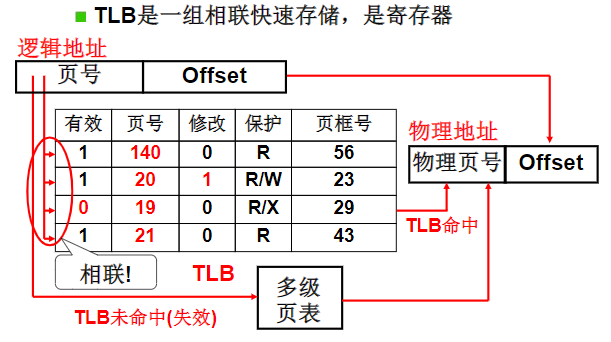 TLB是一组相联快速存储，是寄存器
逻辑地址
页号 Offset
有效 页号 修改 保护 页框号
1 140 0 R 56
1 20 1 R/W 23
0 19 0 R/X 29
1 21 0 R 43
物理地址
物理页号 Offset
TLB命中
相联!
TLB
多级
页表
TLB未命中(失效)